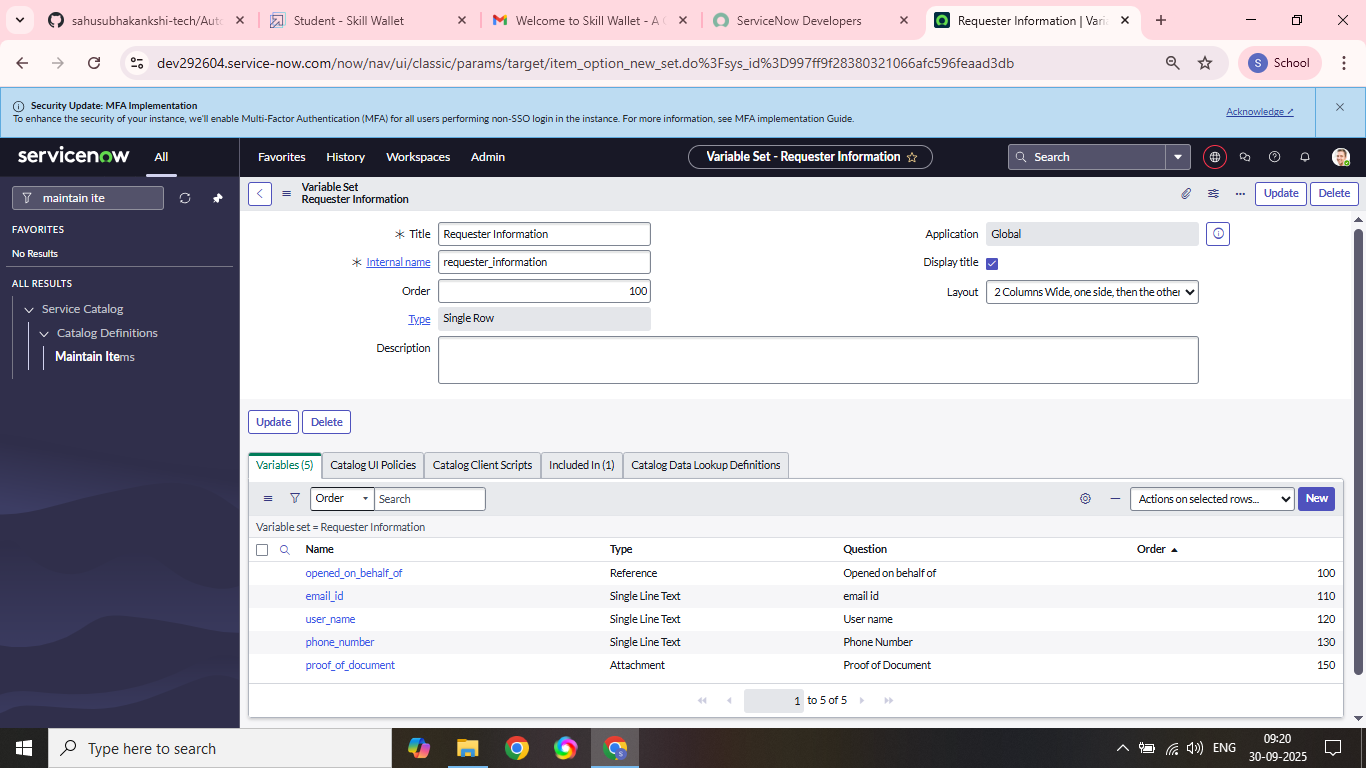 sahusubhakankshi-tech/Auto
Student - Skill Wallet
Welcome to Skill Wallet - A C
ServiceNow Developers
Requester Information | Varia
dev292604.service-now.com/now/nav/ui/classic/params/target/item_option_new_set.do%3Fsys_id%3D997ff9f28380321066afc596feaad3db
S School
Security Update: MFA Implementation
To enhance the security of your instance, we'll enable Multi-Factor Authentication (MFA) for all users performing non-SSO login in the instance. For more information, see MFA implementation Guide.
Acknowledge
servicenow All Favorites History Workspaces Admin
Variable Set - Requester Information
Search
maintain ite
FAVORITES
No Results
ALL RESULTS
Service Catalog
Catalog Definitions
Maintain Items
Variable Set
Requester Information
Update Delete
Title Requester Information
Internal name requester_information
Order 100
Type Single Row
Description
Application Global
Display title
Layout 2 Columns Wide, one side, then the other
Update Delete
Variables (5) Catalog UI Policies Catalog Client Scripts Included In (1) Catalog Data Lookup Definitions
Order Search Actions on selected rows... New
Variable set = Requester Information
Name Type Question Order
opened_on_behalf_of Reference Opened on behalf of 100
email_id Single Line Text email id 110
user_name Single Line Text User name 120
phone_number Single Line Text Phone Number 130
proof_of_document Attachment Proof of Document 150
1 to 5 of 5
Type here to search
S
ENG
09:20
30-09-2025